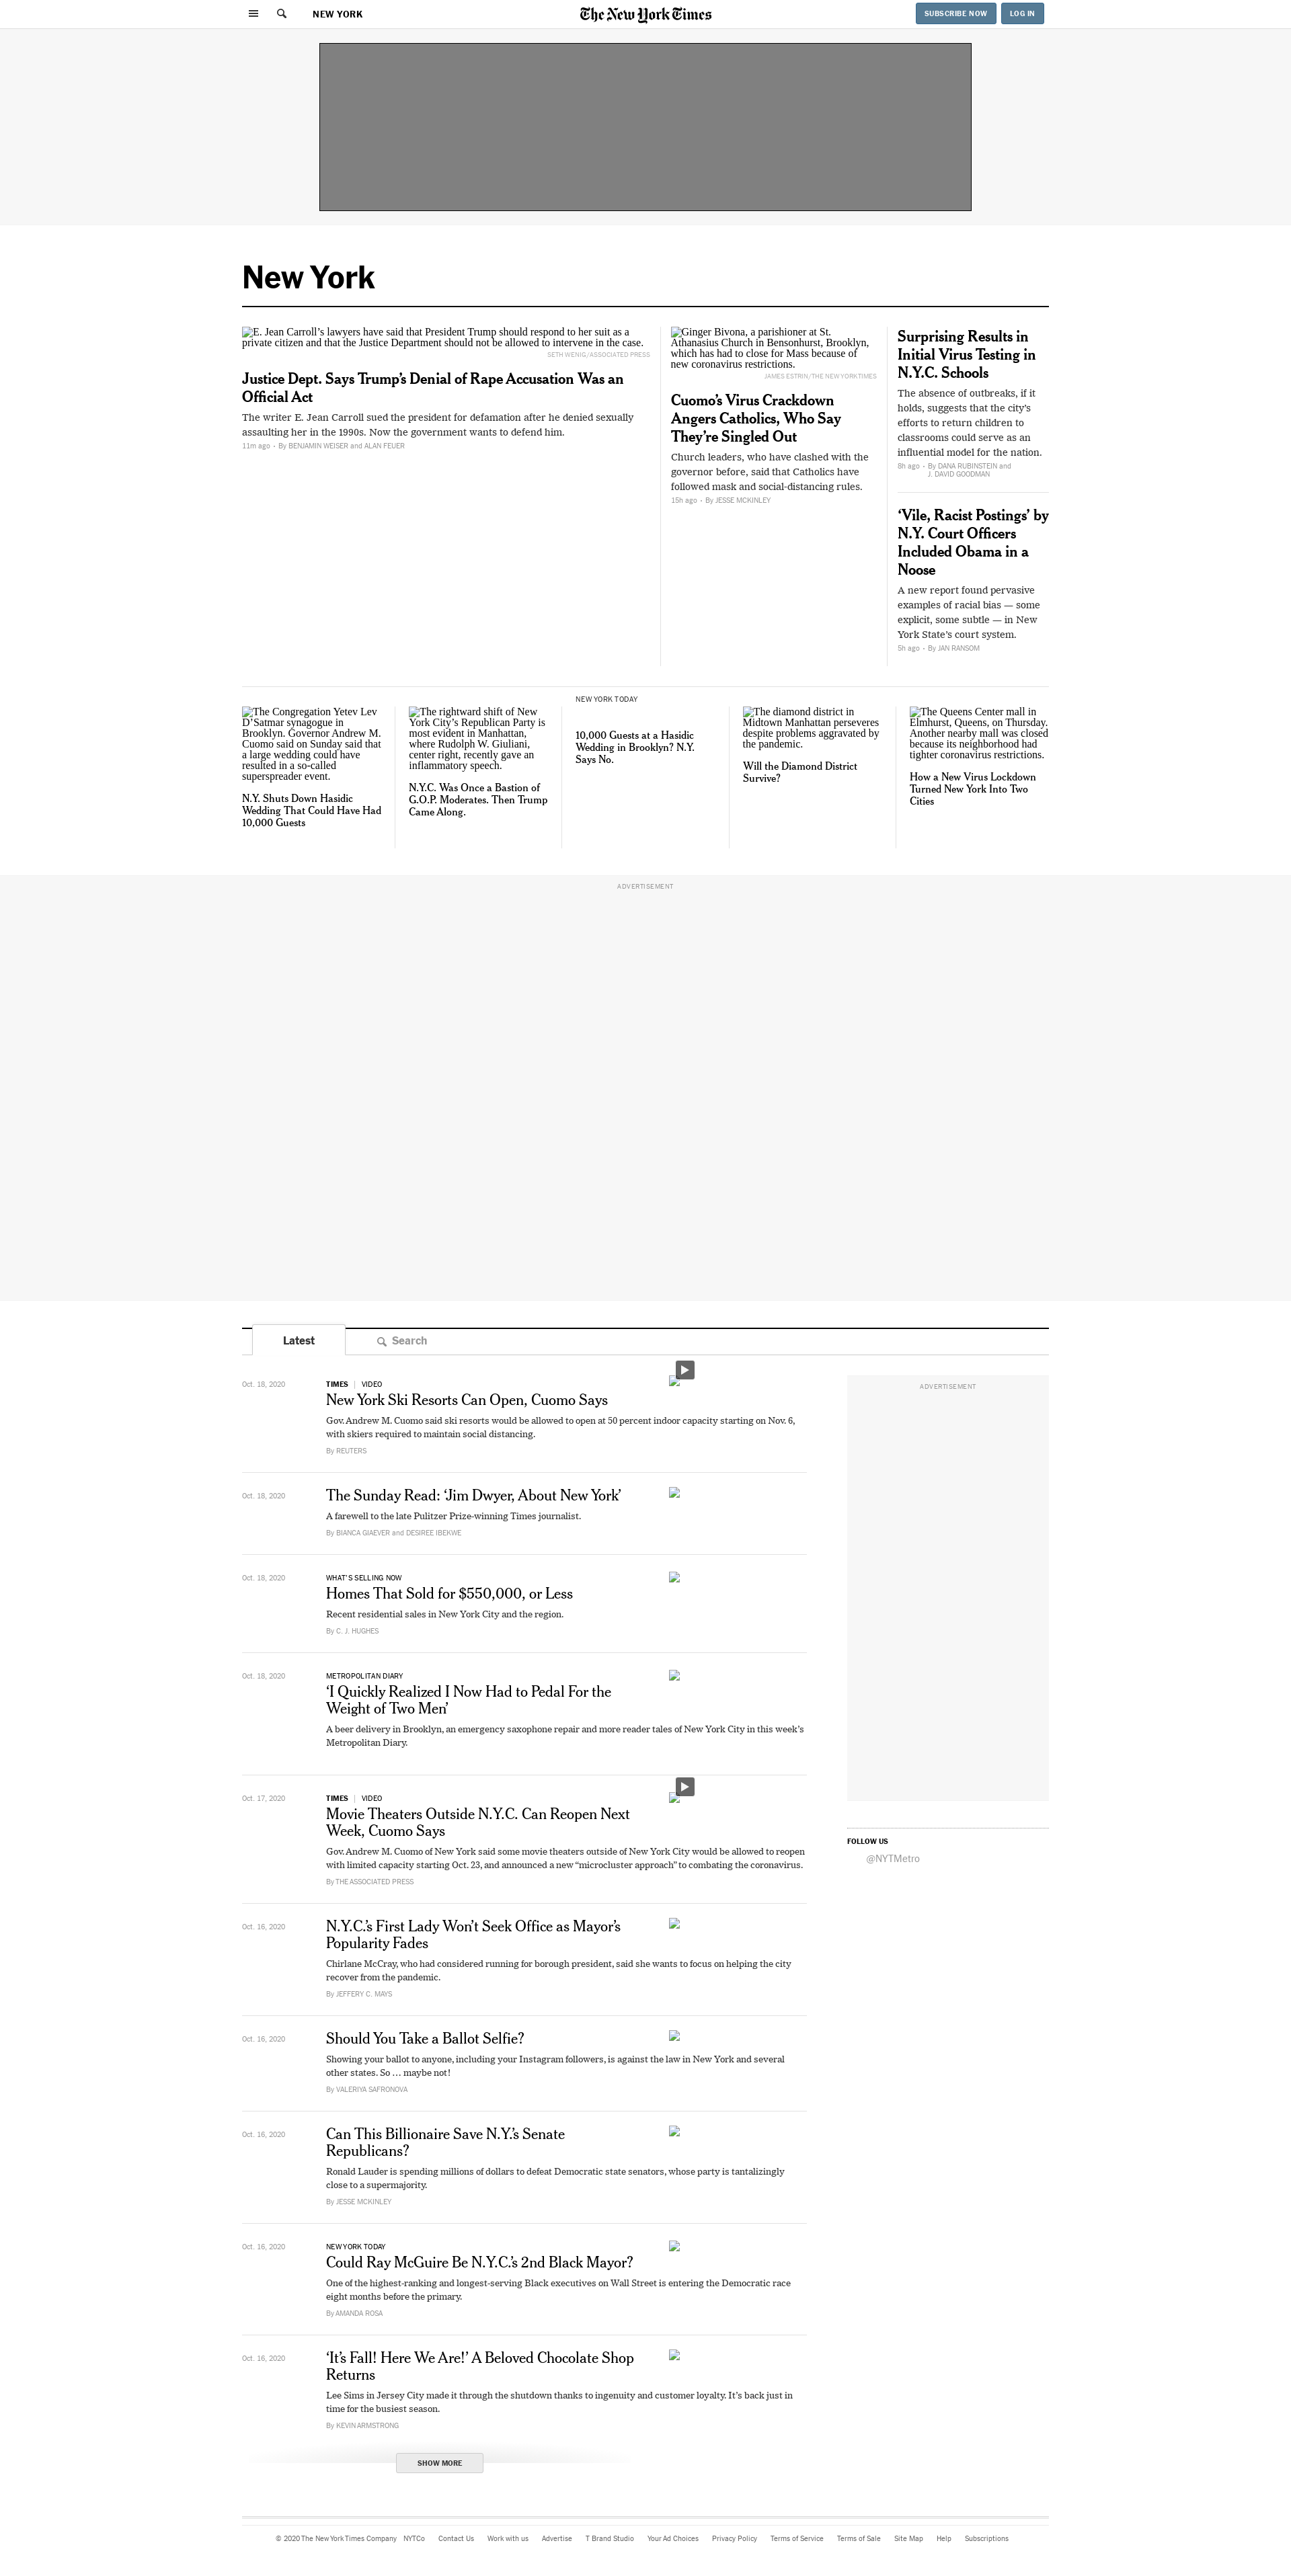 NEW YORK
The New York Times
SUBSCRIBE NOW
LOG IN
New York
E. Jean Carroll’s lawyers have said that President Trump should respond to her suit as a
private citizen and that the Justice Department should not be allowed to intervene in the case.
SETH WENIG/ASSOCIATED PRESS
Justice Dept. Says Trump’s Denial of Rape Accusation Was an
Official Act
The writer E. Jean Carroll sued the president for defamation after he denied sexually
assaulting her in the 1990s. Now the government wants to defend him.
11m ago - By BENJAMIN WEISER and ALAN FEUER
Ginger Bivona, a parishioner at St.
Athanasius Church in Bensonhurst, Brooklyn,
which has had to close for Mass because of
new coronavirus restrictions.
JAMES ESTRIN/THE NEW YORK TIMES
Cuomo’s Virus Crackdown
Angers Catholics, Who Say
They’re Singled Out
Church leaders, who have clashed with the
governor before, said that Catholics have
followed mask and social-distancing rules.
15h ago - By JESSE MCKINLEY
Surprising Results in
Initial Virus Testing in
N.Y.C. Schools
The absence of outbreaks, if it
holds, suggests that the city’s
efforts to return children to
classrooms could serve as an
influential model for the nation.
8h ago - By DANA RUBINSTEIN and
J. DAVID GOODMAN
‘Vile, Racist Postings’ by
N.Y. Court Officers
Included Obama in a
Noose
A new report found pervasive
examples of racial bias — some
explicit, some subtle — in New
York State’s court system.
5h ago - By JAN RANSOM
The Congregation Yetev Lev
D’Satmar synagogue in
Brooklyn. Governor Andrew M.
Cuomo said on Sunday said that
a large wedding could have
resulted in a so-called
superspreader event.
N.Y. Shuts Down Hasidic
Wedding That Could Have Had
10,000 Guests
The rightward shift of New
York City’s Republican Party is
most evident in Manhattan,
where Rudolph W. Giuliani,
center right, recently gave an
inflammatory speech.
N.Y.C. Was Once a Bastion of
G.O.P. Moderates. Then Trump
Came Along.
NEW YORK TODAY
10,000 Guests at a Hasidic
Wedding in Brooklyn? N.Y.
Says No.
The diamond district in
Midtown Manhattan perseveres
despite problems aggravated by
the pandemic.
Will the Diamond District
Survive?
The Queens Center mall in
Elmhurst, Queens, on Thursday.
Another nearby mall was closed
because its neighborhood had
tighter coronavirus restrictions.
How a New Virus Lockdown
Turned New York Into Two
Cities
ADVERTISEMENT
Latest
Search
Oct. 18, 2020
TIMES | VIDEO
New York Ski Resorts Can Open, Cuomo Says
Gov. Andrew M. Cuomo said ski resorts would be allowed to open at 50 percent indoor capacity starting on Nov. 6,
with skiers required to maintain social distancing.
By REUTERS
Oct. 18, 2020
The Sunday Read: ‘Jim Dwyer, About New York’
A farewell to the late Pulitzer Prize-winning Times journalist.
By BIANCA GIAEVER and DESIREE IBEKWE
Oct. 18, 2020
WHAT'S SELLING NOW
Homes That Sold for $550,000, or Less
Recent residential sales in New York City and the region.
By C. J. HUGHES
Oct. 18, 2020
METROPOLITAN DIARY
‘I Quickly Realized I Now Had to Pedal For the
Weight of Two Men’
A beer delivery in Brooklyn, an emergency saxophone repair and more reader tales of New York City in this week’s
Metropolitan Diary.
Oct. 17, 2020
TIMES | VIDEO
Movie Theaters Outside N.Y.C. Can Reopen Next
Week, Cuomo Says
Gov. Andrew M. Cuomo of New York said some movie theaters outside of New York City would be allowed to reopen
with limited capacity starting Oct. 23, and announced a new “microcluster approach” to combating the coronavirus.
By THE ASSOCIATED PRESS
Oct. 16, 2020
N.Y.C.’s First Lady Won’t Seek Office as Mayor’s
Popularity Fades
Chirlane McCray, who had considered running for borough president, said she wants to focus on helping the city
recover from the pandemic.
By JEFFERY C. MAYS
Oct. 16, 2020
Should You Take a Ballot Selfie?
Showing your ballot to anyone, including your Instagram followers, is against the law in New York and several
other states. So … maybe not!
By VALERIYA SAFRONOVA
Oct. 16, 2020
Can This Billionaire Save N.Y.’s Senate
Republicans?
Ronald Lauder is spending millions of dollars to defeat Democratic state senators, whose party is tantalizingly
close to a supermajority.
By JESSE MCKINLEY
Oct. 16, 2020
NEW YORK TODAY
Could Ray McGuire Be N.Y.C.’s 2nd Black Mayor?
One of the highest-ranking and longest-serving Black executives on Wall Street is entering the Democratic race
eight months before the primary.
By AMANDA ROSA
Oct. 16, 2020
‘It’s Fall! Here We Are!’ A Beloved Chocolate Shop
Returns
Lee Sims in Jersey City made it through the shutdown thanks to ingenuity and customer loyalty. It’s back just in
time for the busiest season.
By KEVIN ARMSTRONG
SHOW MORE
ADVERTISEMENT
FOLLOW US
@NYTMetro
© 2020 The New York Times Company NYTCo Contact Us Work with us Advertise T Brand Studio Your Ad Choices Privacy Policy Terms of Service Terms of Sale Site Map Help Subscriptions